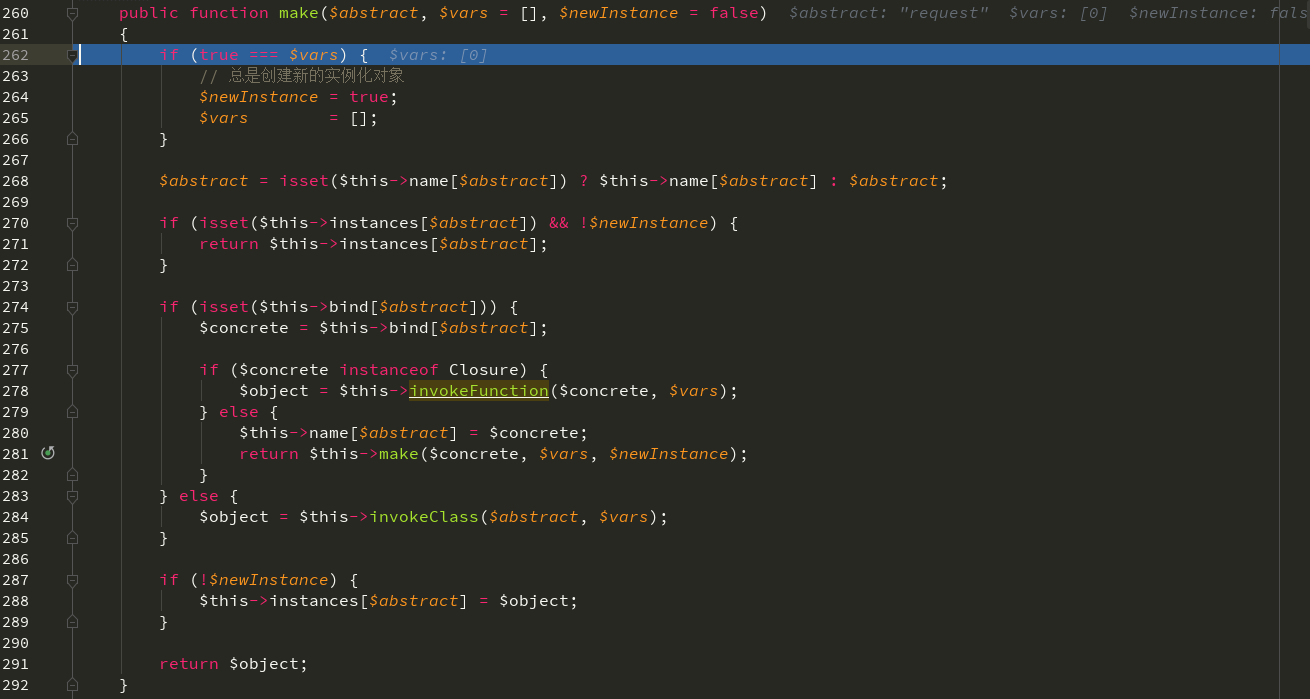 260 public function make($abstract, $vars = [], $newInstance = false) $abstract: "request" $vars: [0] $newInstance: fals
261 {
262 if (true === $vars) { $vars: [0]
263 // 总是创建新的实例化对象
264 $newInstance = true;
265 $vars = [];
266 }
267
268 $abstract = isset($this->name[$abstract]) ? $this->name[$abstract] : $abstract;
269
270 if (isset($this->instances[$abstract]) && !$newInstance) {
271 return $this->instances[$abstract];
272 }
273
274 if (isset($this->bind[$abstract])) {
275 $concrete = $this->bind[$abstract];
276
277 if ($concrete instanceof Closure) {
278 $object = $this->invokeFunction($concrete, $vars);
279 } else {
280 $this->name[$abstract] = $concrete;
281 return $this->make($concrete, $vars, $newInstance);
282 }
283 } else {
284 $object = $this->invokeClass($abstract, $vars);
285 }
286
287 if (!$newInstance) {
288 $this->instances[$abstract] = $object;
289 }
290
291 return $object;
292 }